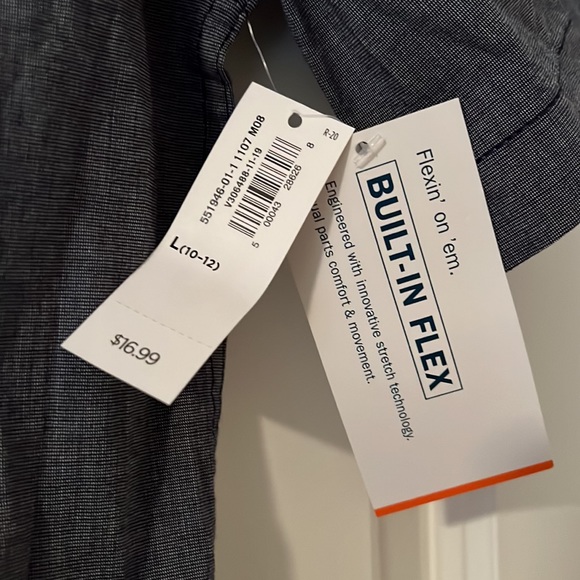 551946-01-1 1107 M08
V306488-11-19
R-20
5 00043 28626 8
L(10-12)
$16.99
Flexin' on 'em.
BUILT-IN FLEX
Engineered with innovative stretch technology.
parts comfort & movement.